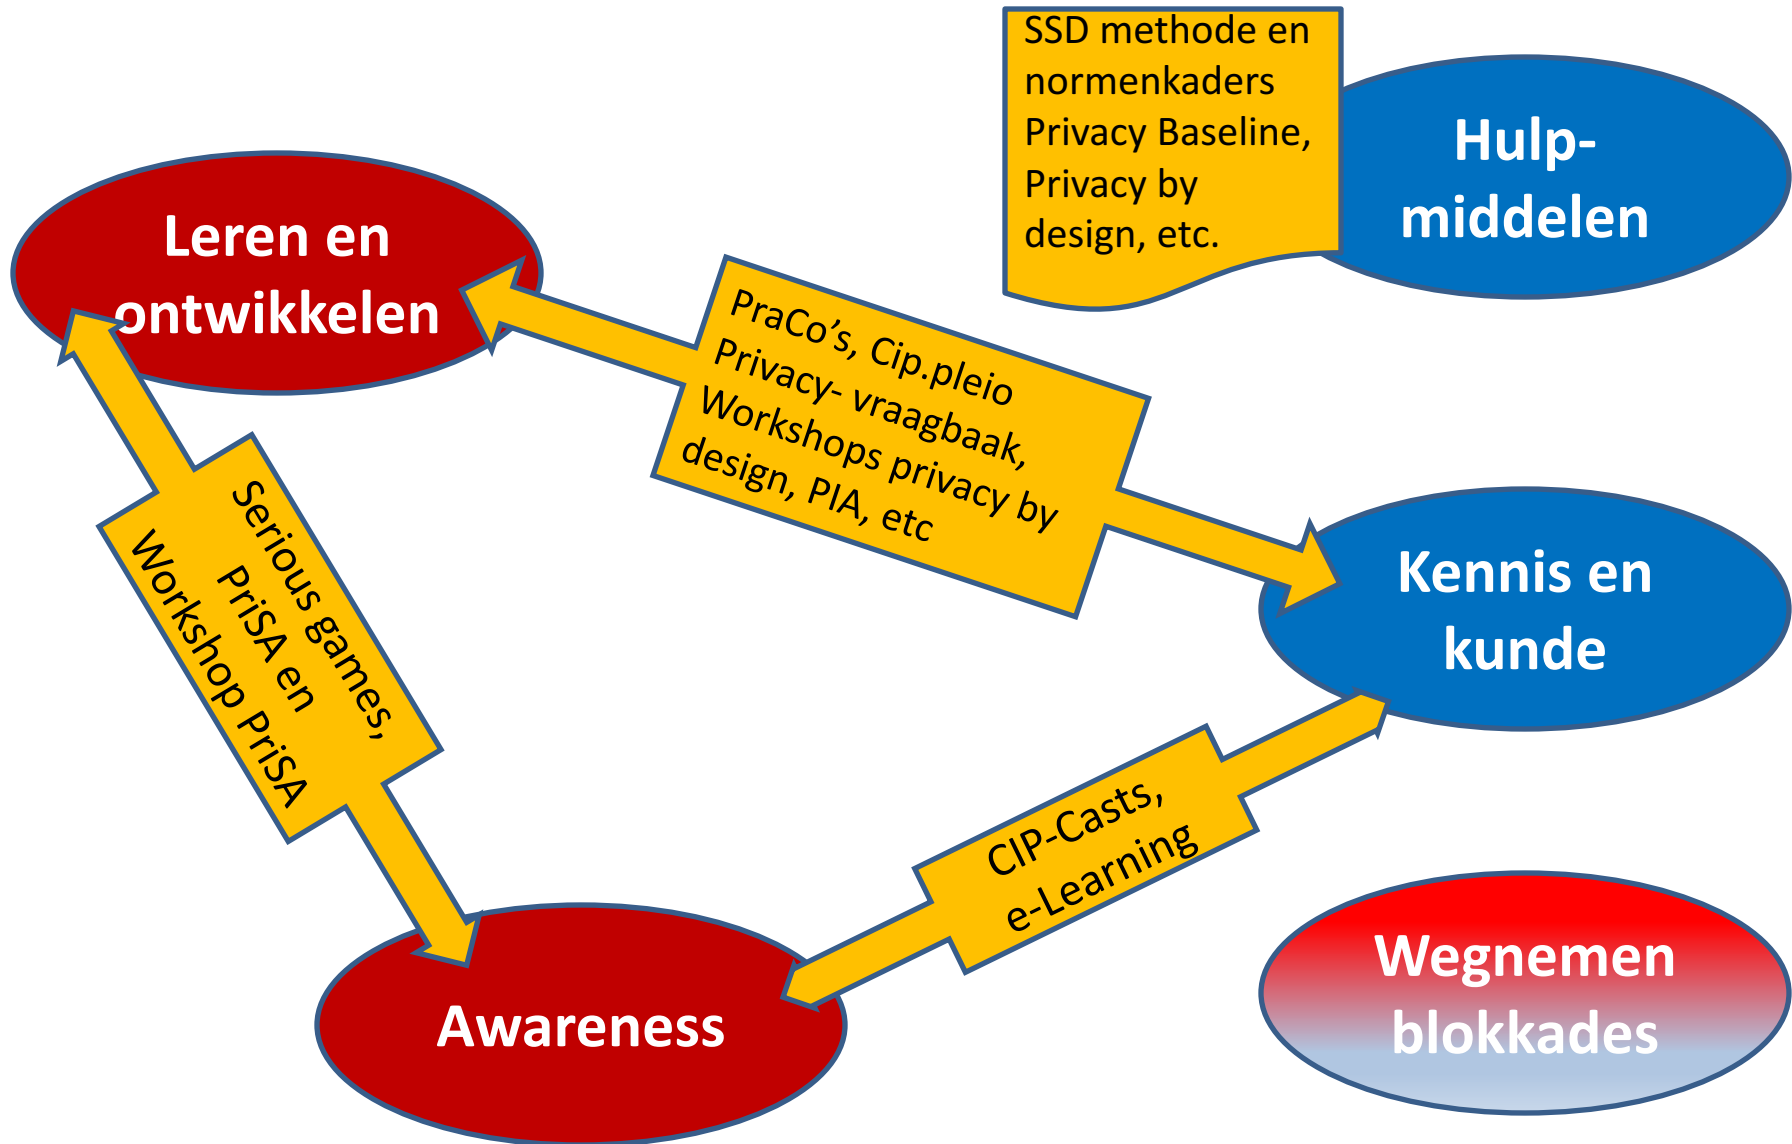 SSD methode en
normenkaders
Privacy Baseline,
Privacy by
design, etc.
Hulp-
middelen
Leren en
ontwikkelen
PraCo’s, Cip.pleio
Privacy- vraagbaak,
Workshops privacy by
design, PIA, etc
Serious games,
PriSA en
Workshop PriSA
Kennis en
kunde
CIP-Casts,
e-Learning
Wegnemen
blokkades
Awareness